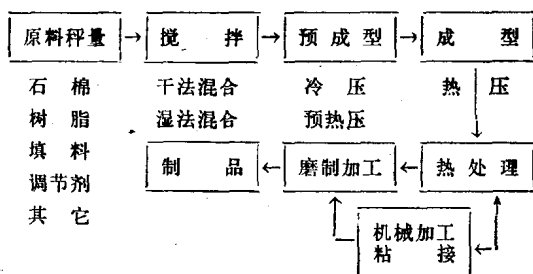 原料秤量 → 搅 拌 → 预成型 → 成 型
石 棉 干法混合 冷 压 热 压
树 脂 湿法混合 预热压
填 料 制 品 ← 磨制加工 ← 热处理
调节剂
其 它 机械加工
粘 接